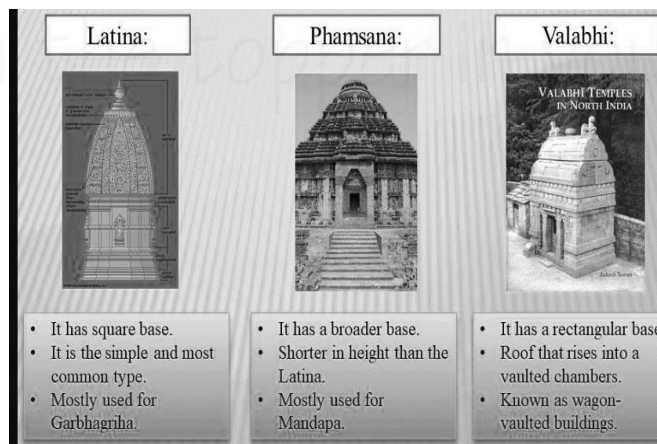 Latina:
Phamsana:
Valabhi:
VALABHI TEMPLES
IN NORTH INDIA
• It has square base.
• It is the simple and most
common type.
• Mostly used for
Garbhagriha.
• It has a broader base.
• Shorter in height than the
Latina.
• Mostly used for
Mandapa.
• It has a rectangular base
• Roof that rises into a
vaulted chambers.
• Known as wagon-
vaulted buildings.